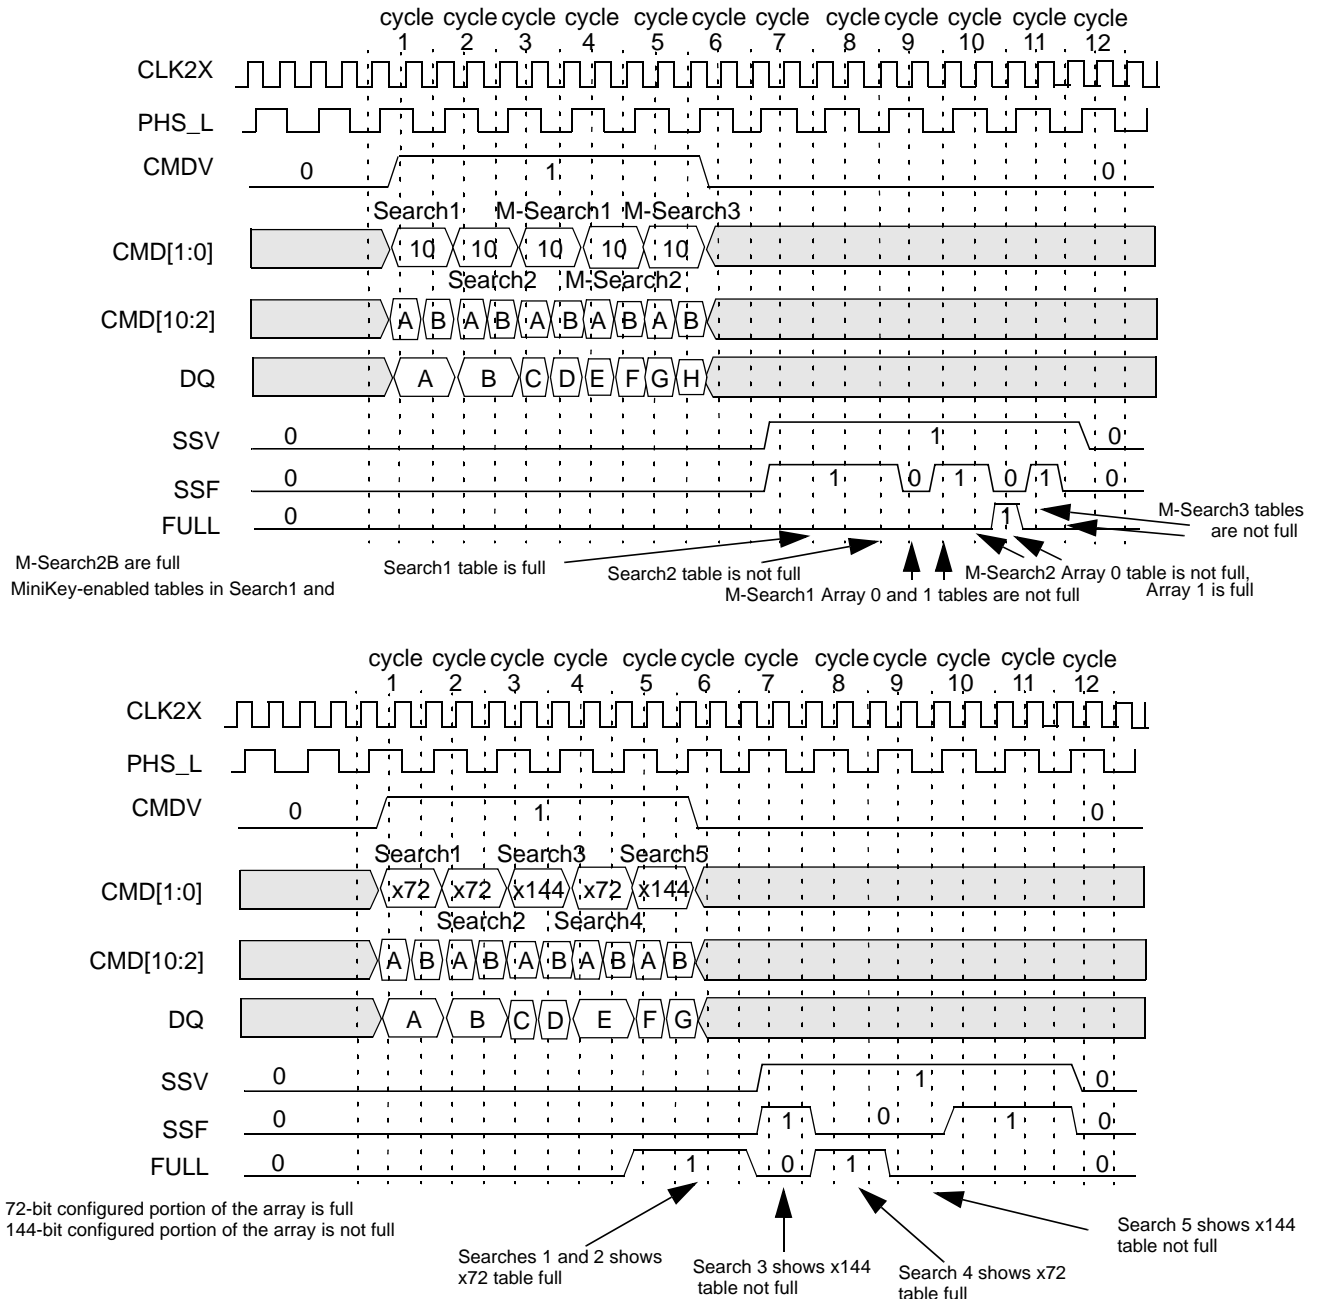 cycle cycle cycle cycle cycle cycle cycle cycle cycle cycle cycle cycle
1 2 3 4 5 6 7 8 9 10 11 12
CLK2X
PHS_L
CMDV 0 1 0
Search1 M-Search1 M-Search3
CMD[1:0] 10 10 10 10 10
Search2 M-Search2
CMD[10:2] A B A B A B A B A B
DQ A B C D E F G H
SSV 0 1 0
SSF 0 1 0 1 0 1 0
FULL 0 1
M-Search3 tables
are not full
M-Search2B are full
MiniKey-enabled tables in Search1 and
Search1 table is full
Search2 table is not full
M-Search1 Array 0 and 1 tables are not full
M-Search2 Array 0 table is not full,
Array 1 is full
cycle cycle cycle cycle cycle cycle cycle cycle cycle cycle cycle cycle
1 2 3 4 5 6 7 8 9 10 11 12
CLK2X
PHS_L
CMDV 0 1 0
Search1 Search3 Search5
CMD[1:0] x72 x72 x144 x72 x144
Search2 Search4
CMD[10:2] A B A B A B A B A B
DQ A B C D E F G
SSV 0 1 0
SSF 0 1 0 1 0
FULL 0 1 0 1 0
72-bit configured portion of the array is full
144-bit configured portion of the array is not full
Searches 1 and 2 shows
x72 table full
Search 3 shows x144
table not full
Search 4 shows x72
table full
Search 5 shows x144
table not full